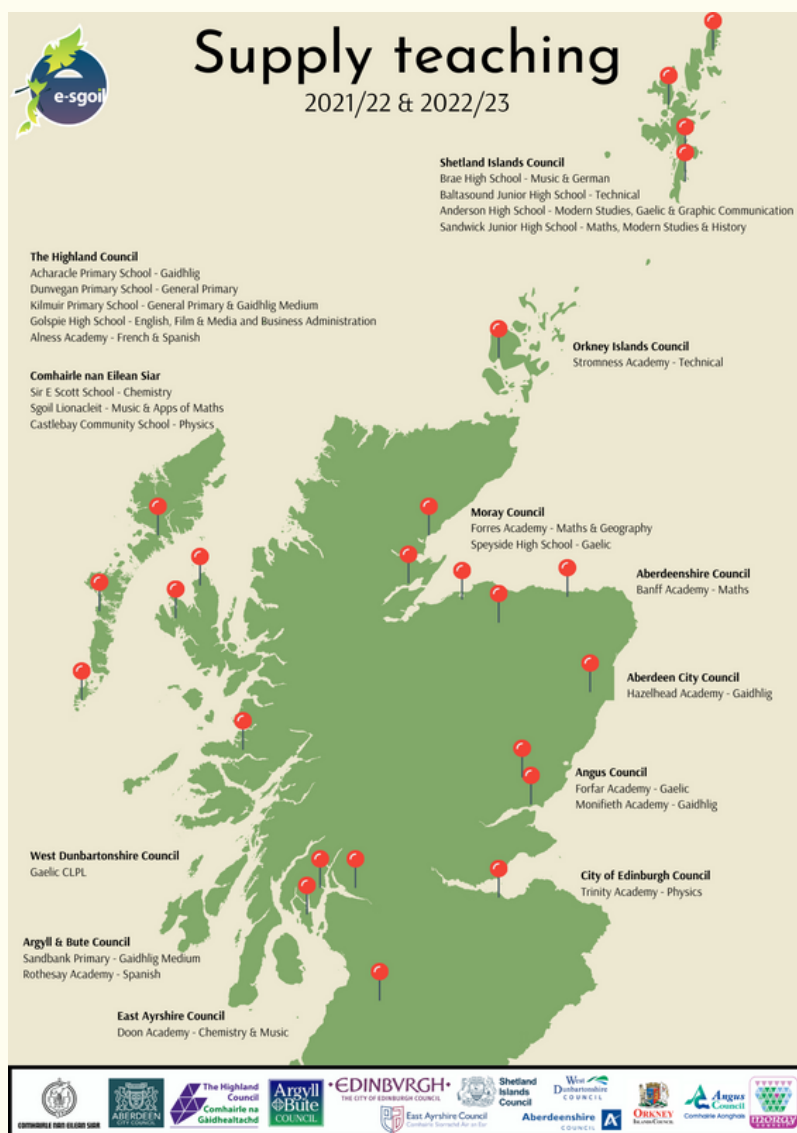 e-sgoil
Supply teaching
2021/22 & 2022/23
Shetland Islands Council
Brae High School - Music & German
Baltasound Junior High School - Technical
Anderson High School - Modern Studies, Gaelic & Graphic Communication
Sandwick Junior High School - Maths, Modern Studies & History
The Highland Council
Acharacle Primary School - Gaidhlig
Dunvegan Primary School - General Primary
Kilmuir Primary School - General Primary & Gaidhlig Medium
Golspie High School - English, Film & Media and Business Administration
Alness Academy - French & Spanish
Orkney Islands Council
Stromness Academy - Technical
Comhairle nan Eilean Siar
Sir E Scott School - Chemistry
Sgoil Lionacleit - Music & Apps of Maths
Castlebay Community School - Physics
Moray Council
Forres Academy - Maths & Geography
Speyside High School - Gaelic
Aberdeenshire Council
Banff Academy - Maths
Aberdeen City Council
Hazelhead Academy - Gaidhlig
Angus Council
Forfar Academy - Gaelic
Monifieth Academy - Gaidhlig
West Dunbartonshire Council
Gaelic CLPL
City of Edinburgh Council
Trinity Academy - Physics
Argyll & Bute Council
Sandbank Primary - Gaidhlig Medium
Rothesay Academy - Spanish
East Ayrshire Council
Doon Academy - Chemistry & Music
COMHAIRLE NAN EILEAN SIAR
ABERDEEN
CITY COUNCIL
The Highland
Council
Comhairle na
Gàidhealtachd
Argyll
&Bute
COUNCIL
·EDINBVRGH·
THE CITY OF EDINBURGH COUNCIL
East Ayrshire Council
Shetland
Islands
Council
West
Dunbartonshire
COUNCIL
Aberdeenshire
COUNCIL
ORKNEY
ISLANDS COUNCIL
Angus
Council
Comhairle Aonghais
moray